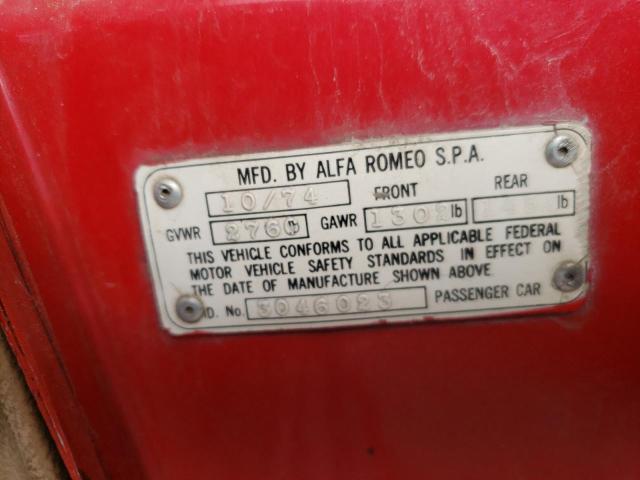 MFD. BY ALFA ROMEO S.P.A.
10/74 FRONT REAR
GVWR 2760 lb GAWR 1302 lb lb
THIS VEHICLE CONFORMS TO ALL APPLICABLE FEDERAL
MOTOR VEHICLE SAFETY STANDARDS IN EFFECT ON
THE DATE OF MANUFACTURE SHOWN ABOVE
D. No. 3046023 PASSENGER CAR